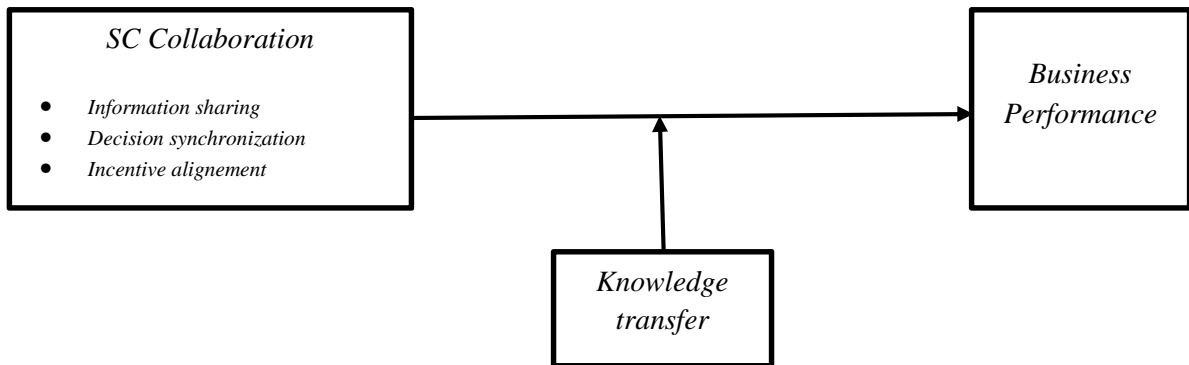 SC Collaboration
• Information sharing
• Decision synchronization
• Incentive alignement
Business
Performance
Knowledge
transfer